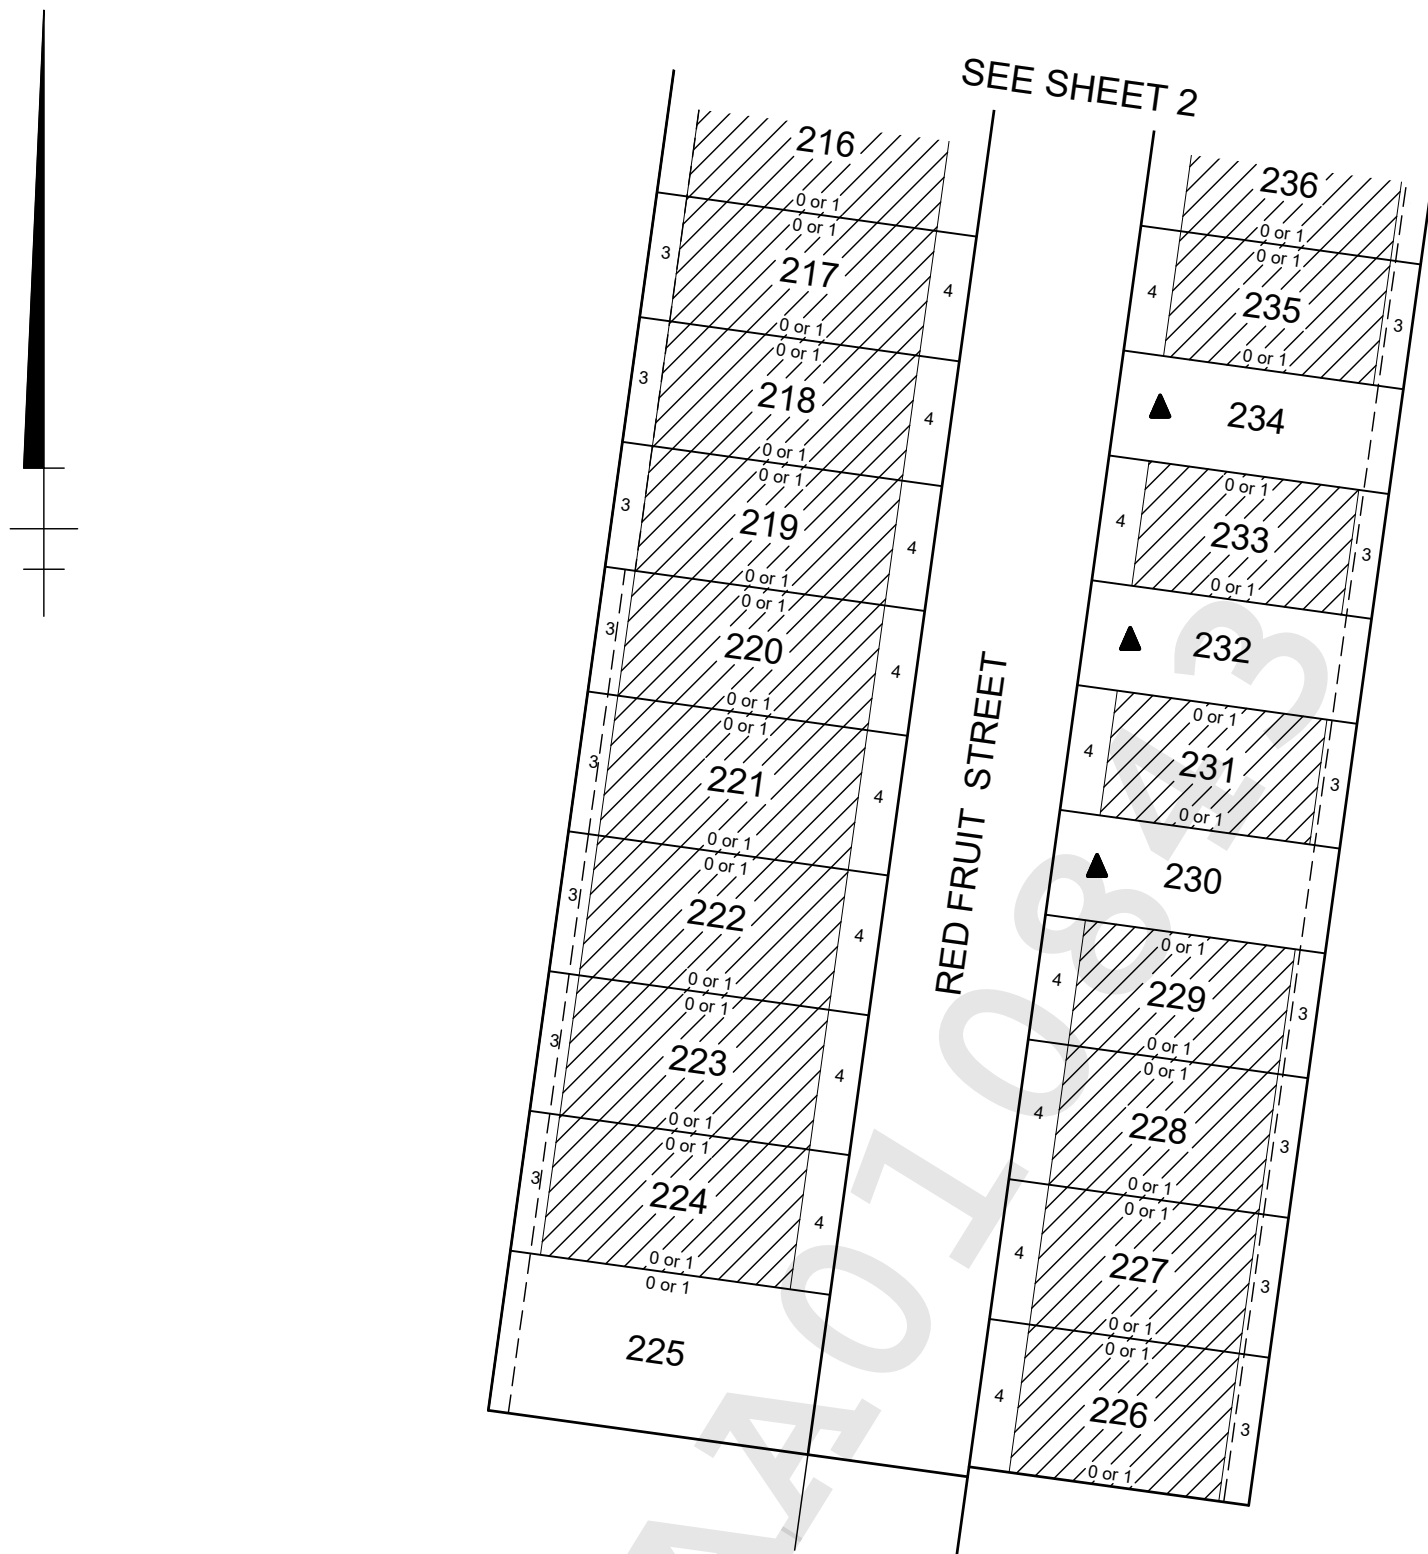 SEE SHEET 2
216
0 or 1
0 or 1
3
217
4
0 or 1
0 or 1
3
218
4
0 or 1
0 or 1
3
219
4
0 or 1
0 or 1
3
220
4
0 or 1
0 or 1
3
221
4
0 or 1
0 or 1
3
222
4
0 or 1
0 or 1
3
223
4
0 or 1
0 or 1
3
224
4
0 or 1
0 or 1
225
RED FRUIT STREET
236
0 or 1
0 or 1
4
235
3
0 or 1
234
0 or 1
4
233
3
0 or 1
232
0 or 1
4
231
3
0 or 1
230
0 or 1
4
229
3
0 or 1
0 or 1
4
228
3
0 or 1
0 or 1
4
227
3
0 or 1
0 or 1
4
226
3
0 or 1
A010843